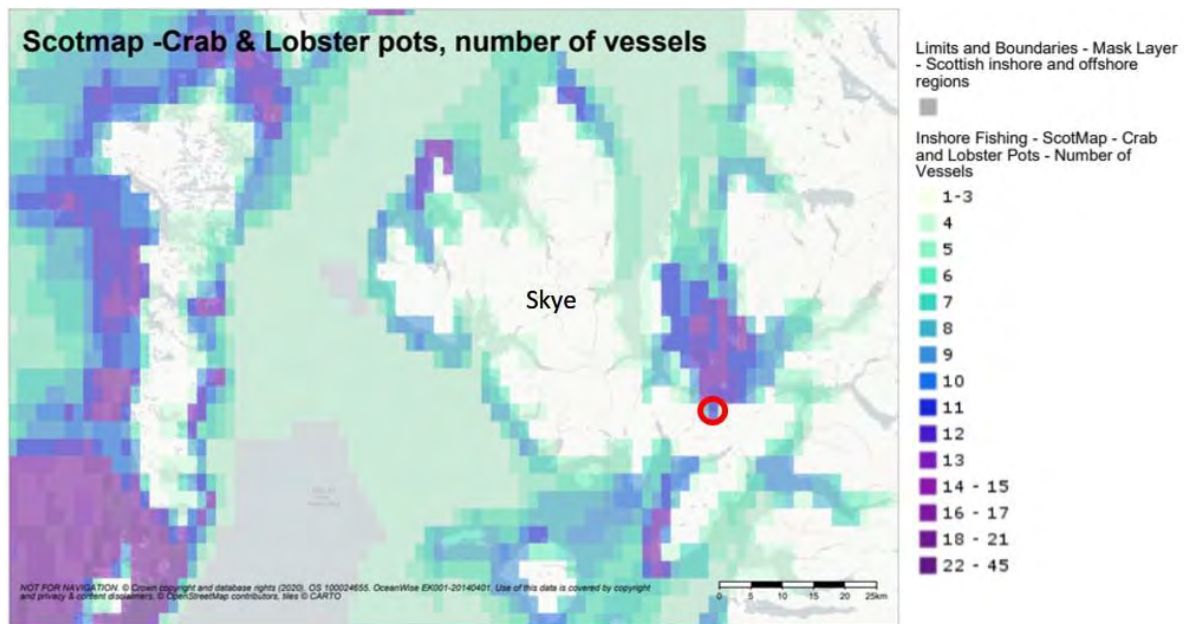 Scotmap -Crab & Lobster pots, number of vessels
Skye
NOT FOR NAVIGATION. © Crown copyright and database rights (2020). OS 100024655. OceanWise EK001-20140401. Use of this data is covered by copyright
and privacy & content disclaimers. © OpenStreetMap contributors, tiles © CARTO
0 5 10 15 20 25km
Limits and Boundaries - Mask Layer
- Scottish inshore and offshore
regions
Inshore Fishing - ScotMap - Crab
and Lobster Pots - Number of
Vessels
1-3
4
5
6
7
8
9
10
11
12
13
14 - 15
16 - 17
18 - 21
22 - 45